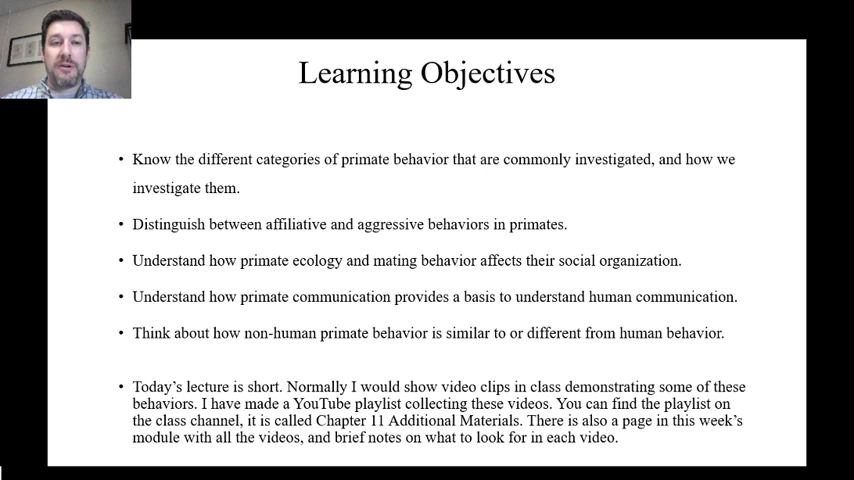 Learning Objectives
• Know the different categories of primate behavior that are commonly investigated, and how we
investigate them.
• Distinguish between affiliative and aggressive behaviors in primates.
• Understand how primate ecology and mating behavior affects their social organization.
• Understand how primate communication provides a basis to understand human communication.
• Think about how non-human primate behavior is similar to or different from human behavior.
• Today’s lecture is short. Normally I would show video clips in class demonstrating some of these
behaviors. I have made a YouTube playlist collecting these videos. You can find the playlist on
the class channel, it is called Chapter 11 Additional Materials. There is also a page in this week’s
module with all the videos, and brief notes on what to look for in each video.